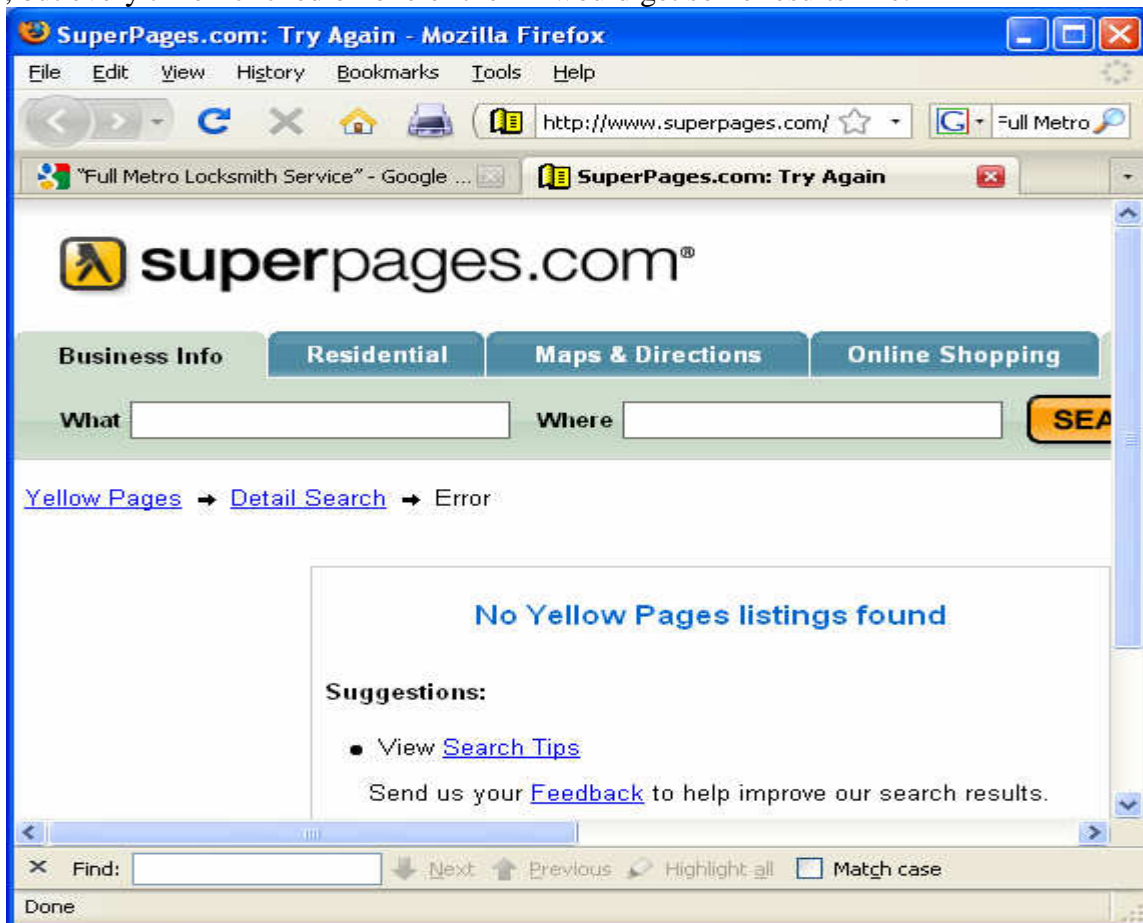 SuperPages.com: Try Again - Mozilla Firefox
File Edit View History Bookmarks Tools Help
http://www.superpages.com/ G Full Metro
"Full Metro Locksmith Service" - Google ... SuperPages.com: Try Again
superpages.com®
Business Info Residential Maps & Directions Online Shopping
What Where SEA
Yellow Pages → Detail Search → Error
No Yellow Pages listings found
Suggestions:
• View Search Tips
Send us your Feedback to help improve our search results.
× Find: Next Previous Highlight all Match case
Done